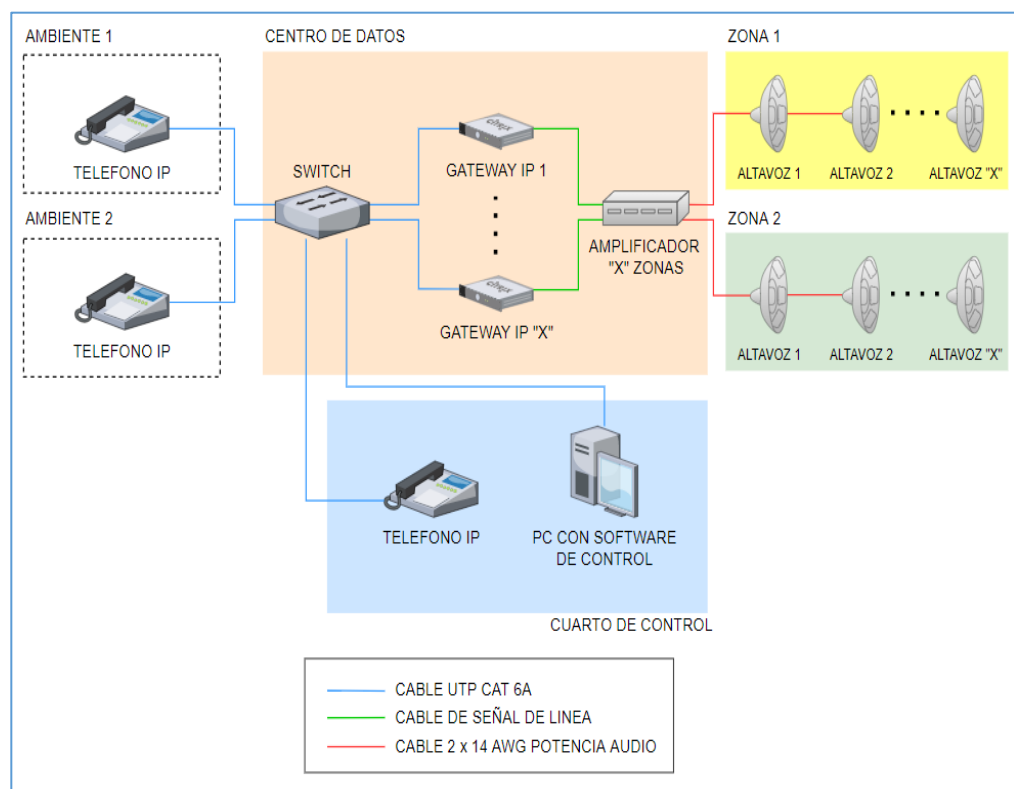 AMBIENTE 1
TELEFONO IP
AMBIENTE 2
TELEFONO IP
CENTRO DE DATOS
SWITCH
citrix
GATEWAY IP 1
citrix
GATEWAY IP "X"
AMPLIFICADOR
"X" ZONAS
ZONA 1
ALTAVOZ 1
ALTAVOZ 2
ALTAVOZ "X"
ZONA 2
ALTAVOZ 1
ALTAVOZ 2
ALTAVOZ "X"
TELEFONO IP
PC CON SOFTWARE
DE CONTROL
CUARTO DE CONTROL
CABLE UTP CAT 6A
CABLE DE SEÑAL DE LINEA
CABLE 2 x 14 AWG POTENCIA AUDIO